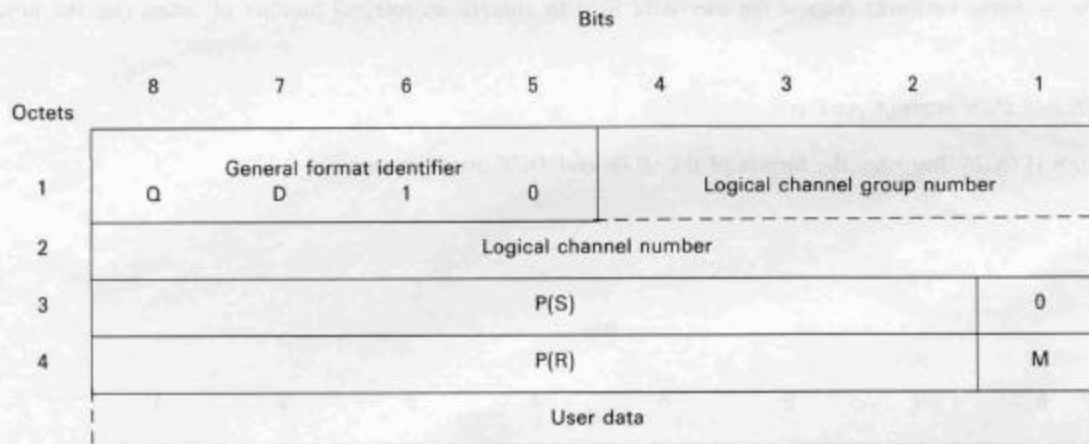 Bits
8 7 6 5 4 3 2 1
Octets
General format identifier
1
Q D 1 0
Logical channel group number
2 Logical channel number
3 P(S) 0
4 P(R) M
User data